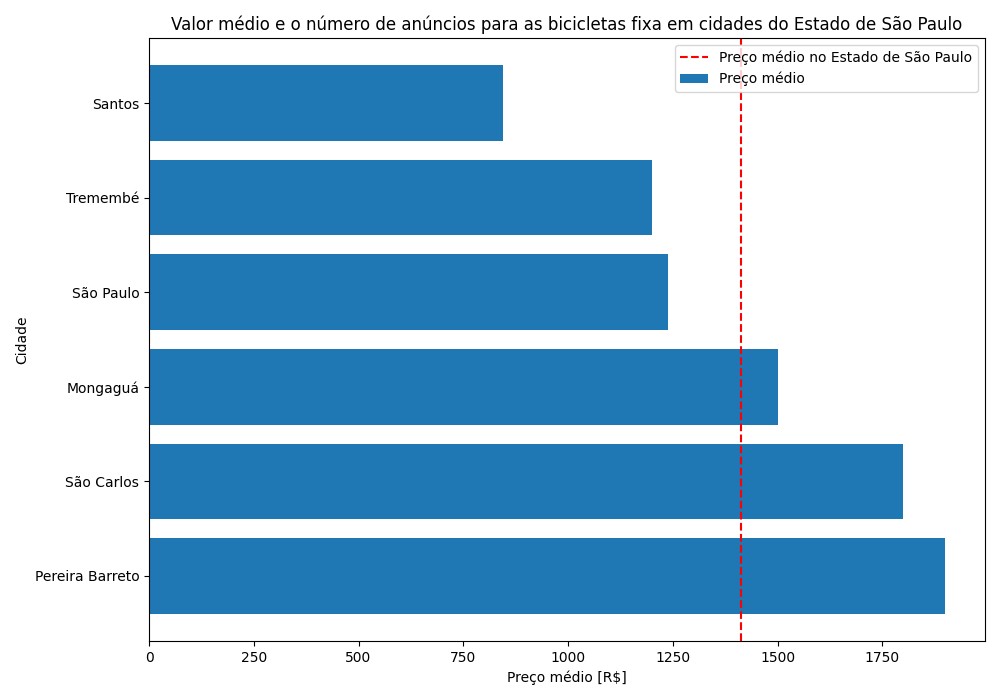 Valor médio e o número de anúncios para as bicicletas fixa em cidades do Estado de São Paulo
Preço médio no Estado de São Paulo
Preço médio
Cidade
Santos
Tremembé
São Paulo
Mongaguá
São Carlos
Pereira Barreto
0 250 500 750 1000 1250 1500 1750
Preço médio [R$]